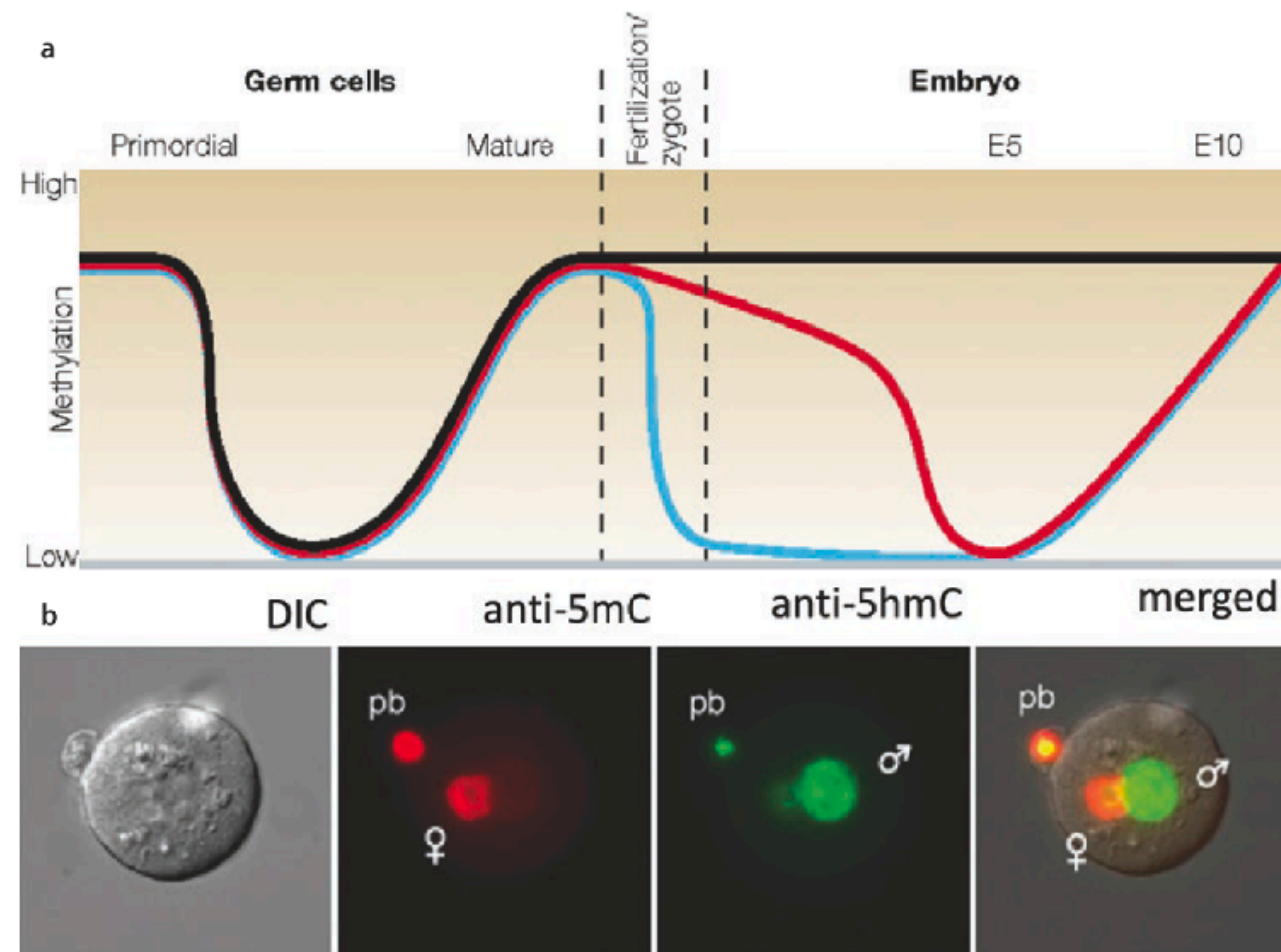 a
Germ cells
Fertilization/
zygote
Embryo
Primordial
Mature
E5
E10
High
Methylation
Low
b
DIC
anti-5mC
anti-5hmC
merged
pb
♀
pb
♂
pb
♂
♀